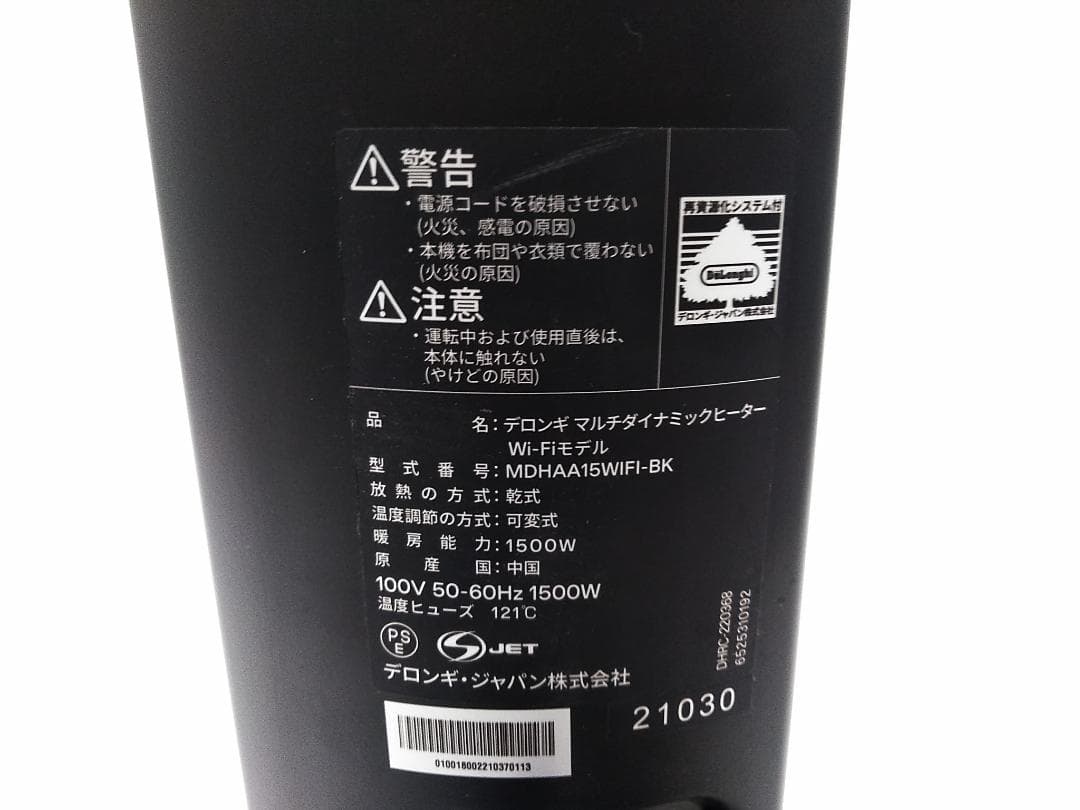 警告
・電源コードを破損させない
(火災、感電の原因)
・本機を布団や衣類で覆わない
(火災の原因)
注意
・運転中および使用直後は、
本体に触れない
(やけどの原因)
再資源化システム付
DeLonghi
デロンギ・ジャパン株式会社
品名：デロンギ マルチダイナミックヒーター
Wi-Fiモデル
型式番号：MDHAA15WIFI-BK
放熱の方式：乾式
温度調節の方式：可変式
暖房能力：1500W
原産国：中国
100V 50-60Hz 1500W
温度ヒューズ 121℃
PS
E
S JET
デロンギ・ジャパン株式会社
DHRC-220368
6525310192
21030
010018002210370113